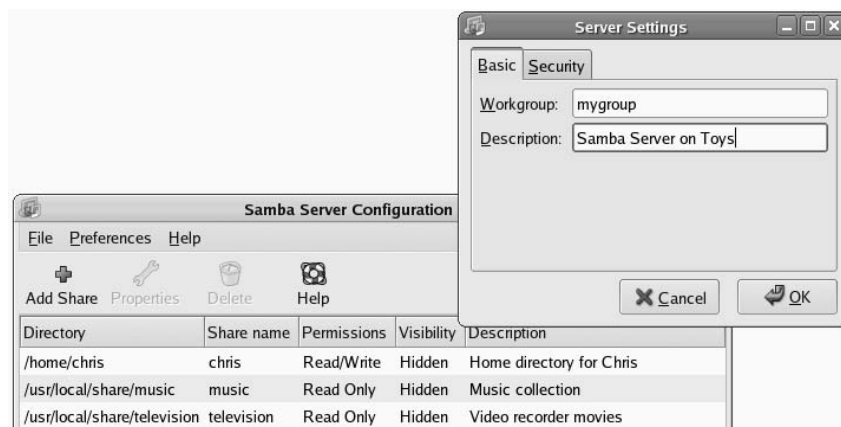 Server Settings
Basic Security
Workgroup: mygroup
Description: Samba Server on Toys
Cancel OK
Samba Server Configuration
File Preferences Help
Add Share Properties Delete Help
Directory Share name Permissions Visibility Description
/home/chris chris Read/Write Hidden Home directory for Chris
/usr/local/share/music music Read Only Hidden Music collection
/usr/local/share/television television Read Only Hidden Video recorder movies